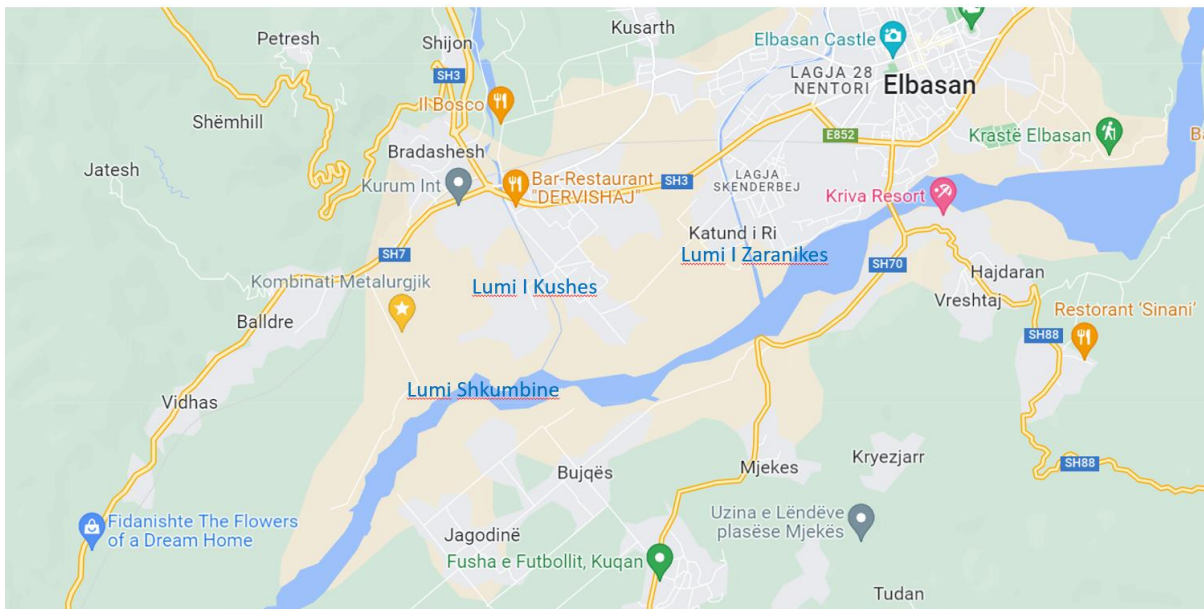 Petresh
Shijon
Kusarth
Elbasan Castle
LAGJA 28
NENTORI
Elbasan
SH3
Il Bosco
Shëmhill
E852
Krastë Elbasan
Jatesh
Bradashesh
Kurum Int
Bar-Restaurant
"DERVISHAJ"
SH3
LAGJA
SKENDERBEJ
Kriva Resort
Katund i Ri
Lumi I Zaranikes
SH7
SH70
Kombinati Metalurgjik
Lumi I Kushes
Hajdaran
Vreshtaj
Restorant 'Sinani'
Balldre
SH88
Lumi Shkumbine
Vidhas
Bujqës
Mjekes
Kryezjarr
SH88
Fidanishte The Flowers
of a Dream Home
Jagodinë
Uzina e Lëndëve
plasëse Mjekës
Fusha e Futbollit, Kuqan
Tudan